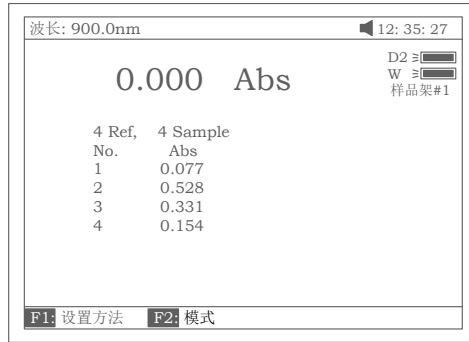 波长: 900.0nm 12: 35: 27
D2
0.000 Abs
W
样品架#1
4 Ref, 4 Sample
No. Abs
1 0.077
2 0.528
3 0.331
4 0.154
F1: 设置方法 F2: 模式